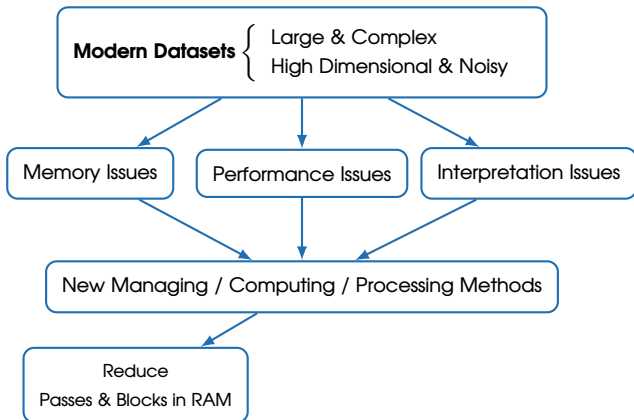 Modern Datasets
Large & Complex
High Dimensional & Noisy
Memory Issues
Performance Issues
Interpretation Issues
New Managing / Computing / Processing Methods
Reduce
Passes & Blocks in RAM